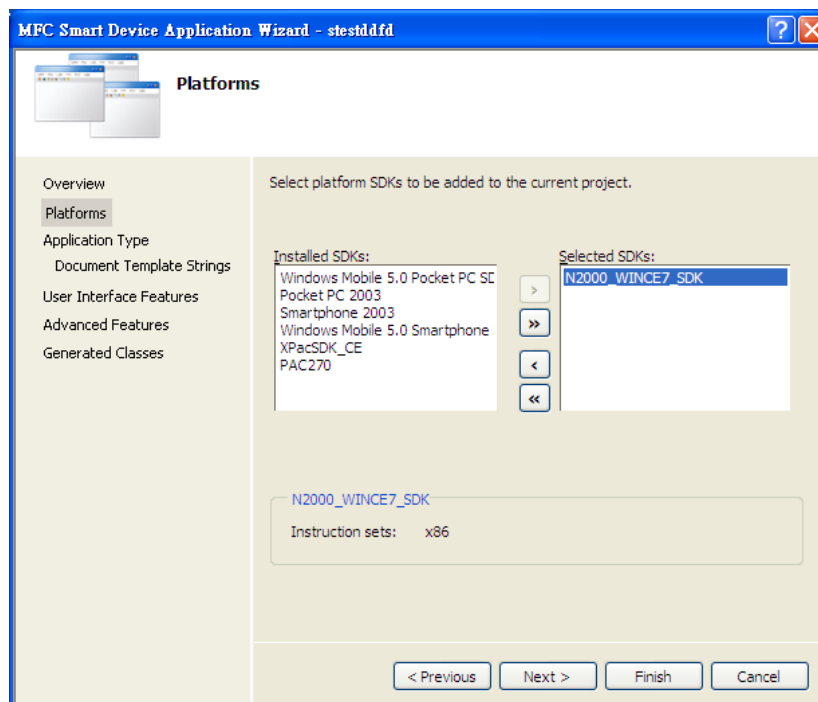 MFC Smart Device Application Wizard - stestddfd
Platforms
Overview
Platforms
Application Type
Document Template Strings
User Interface Features
Advanced Features
Generated Classes
Select platform SDKs to be added to the current project.
Installed SDKs:
Windows Mobile 5.0 Pocket PC SD
Pocket PC 2003
Smartphone 2003
Windows Mobile 5.0 Smartphone
XPacSDK_CE
PAC270
>
»
<
«
Selected SDKs:
N2000_WINCE7_SDK
N2000_WINCE7_SDK
Instruction sets: x86
< Previous
Next >
Finish
Cancel